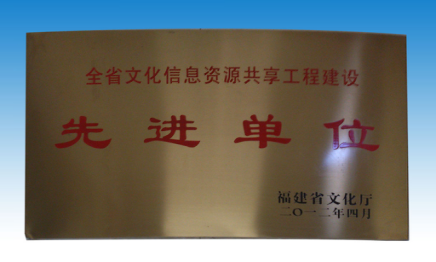 全省文化信息资源共享工程建设
先进单位
福建省文化厅
二〇一二年四月